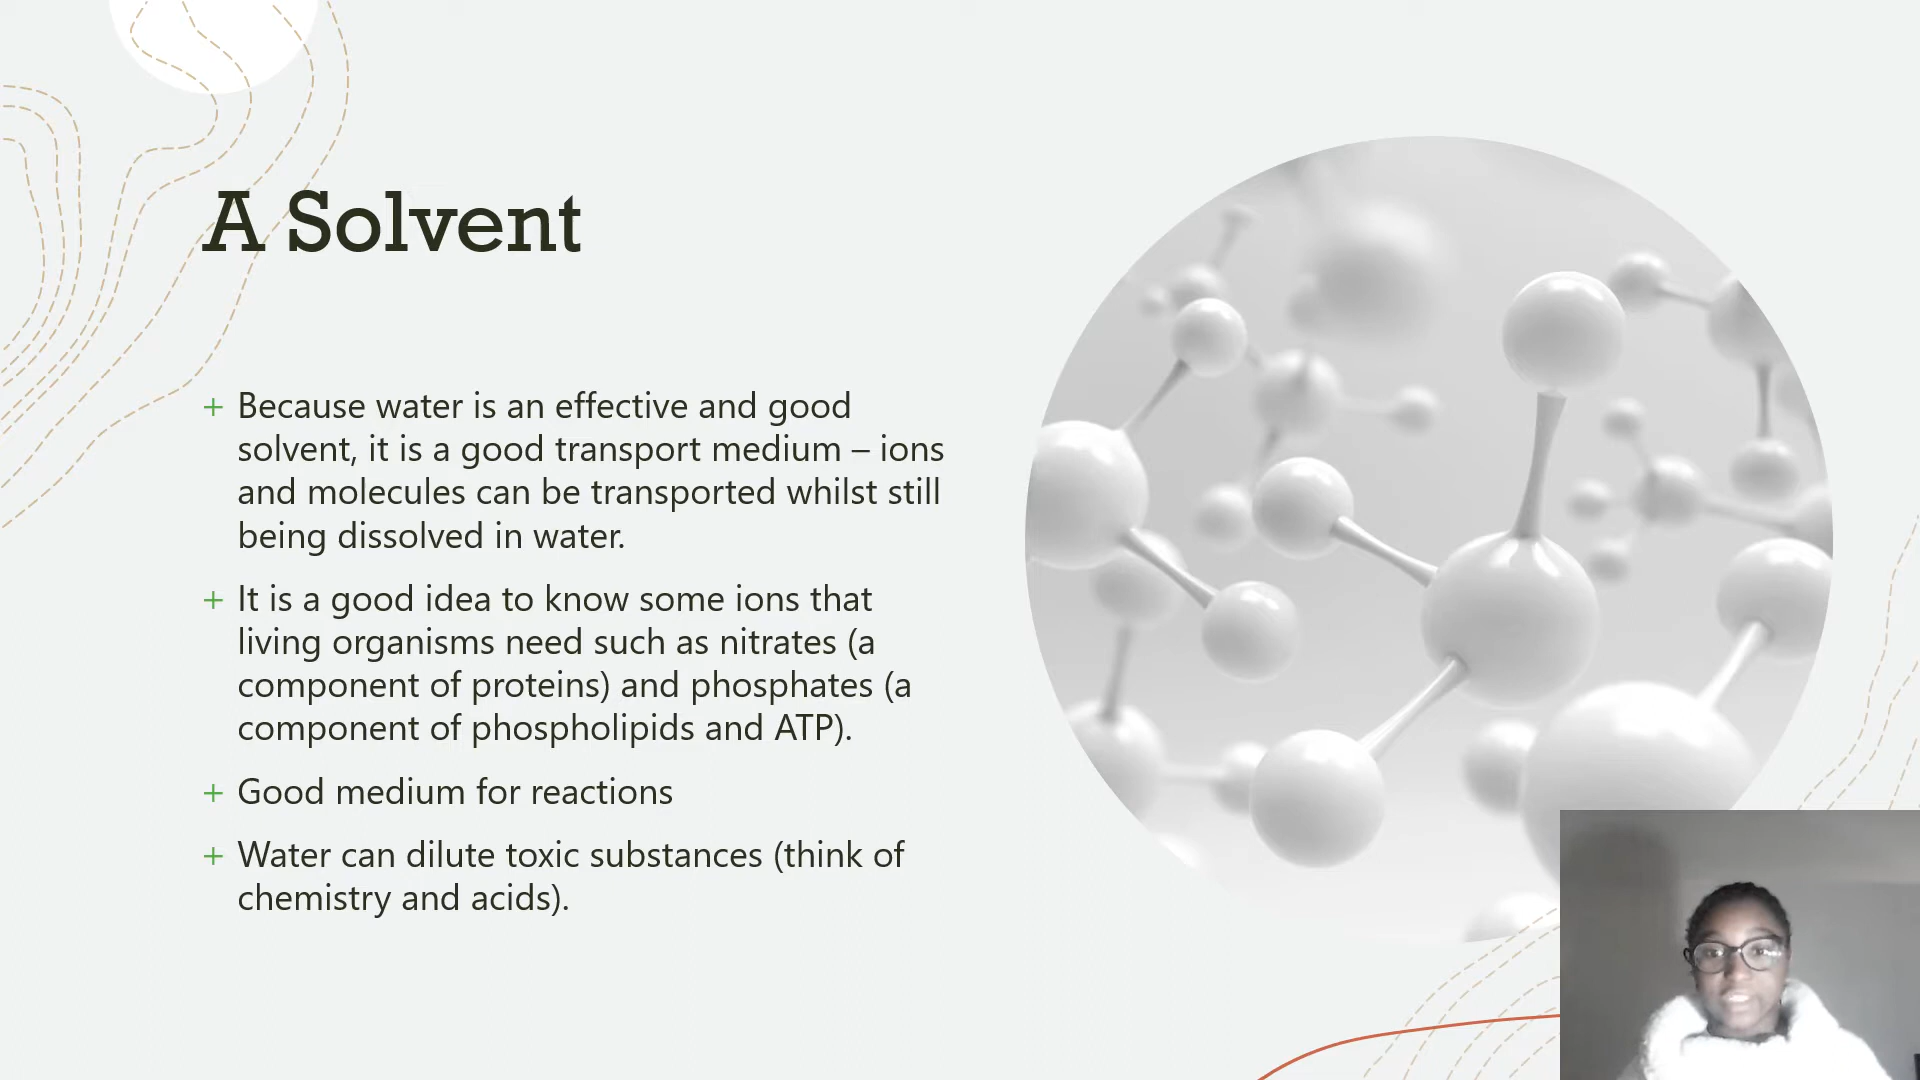 A Solvent
+ Because water is an effective and good
solvent, it is a good transport medium – ions
and molecules can be transported whilst still
being dissolved in water.
+ It is a good idea to know some ions that
living organisms need such as nitrates (a
component of proteins) and phosphates (a
component of phospholipids and ATP).
+ Good medium for reactions
+ Water can dilute toxic substances (think of
chemistry and acids).